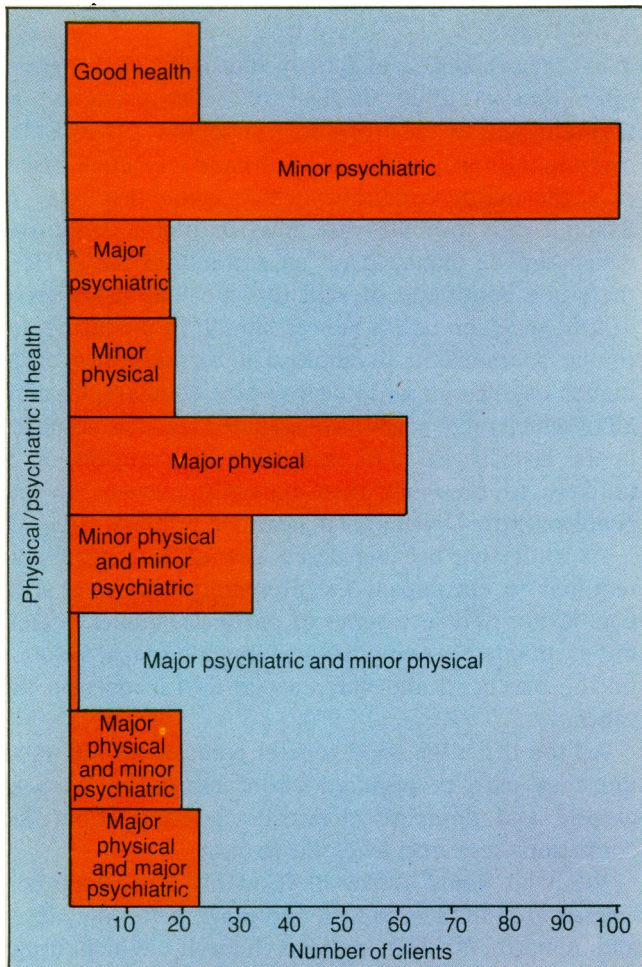 Good health
Minor psychiatric
Major
psychiatric
Minor
physical
Major physical
Minor physical
and minor
psychiatric
Major psychiatric and minor physical
Major
physical
and minor
psychiatric
Major
physical
and major
psychiatric
Physical/psychiatric ill health
10 20 30 40 50 60 70 80 90 100
Number of clients